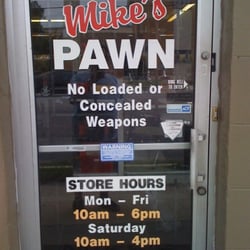 Mike's
PAWN
No Loaded or
Concealed
Weapons
WARNING
STORE HOURS
Mon - Fri
10am - 6pm
Saturday
10am - 4pm